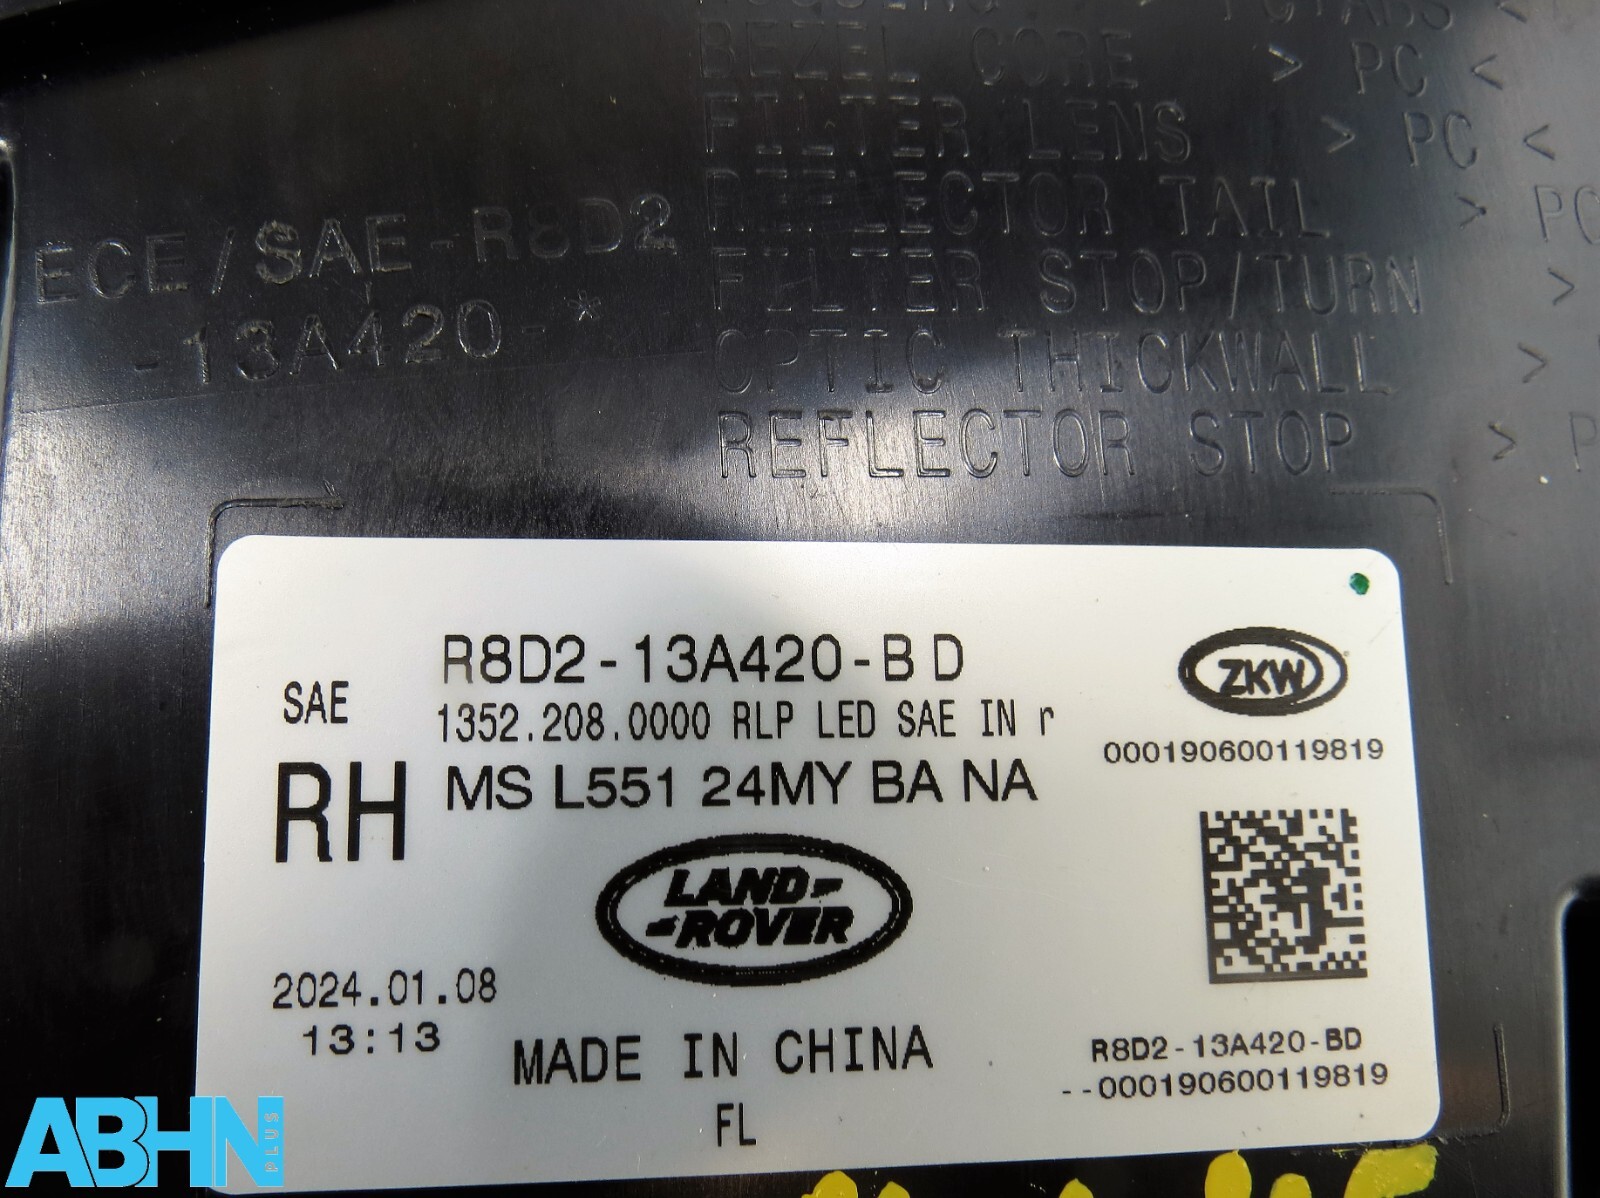 BEZEL CORE > PC <
FILTER LENS > PC <
REFLECTOR TAIL > PC
FILTER STOP/TURN >
OPTIC THICKWALL >
REFLECTOR STOP > P
ECE/SAE-R8D2
-13A420-*
R8D2-13A420-B D
SAE
1352.208.0000 RLP LED SAE IN r
RH
MS L551 24MY BA NA
ZKW
000190600119819
LAND-
-ROVER
2024.01.08
13:13
MADE IN CHINA
FL
R8D2-13A420-BD
--000190600119819
ABHN
PLUS